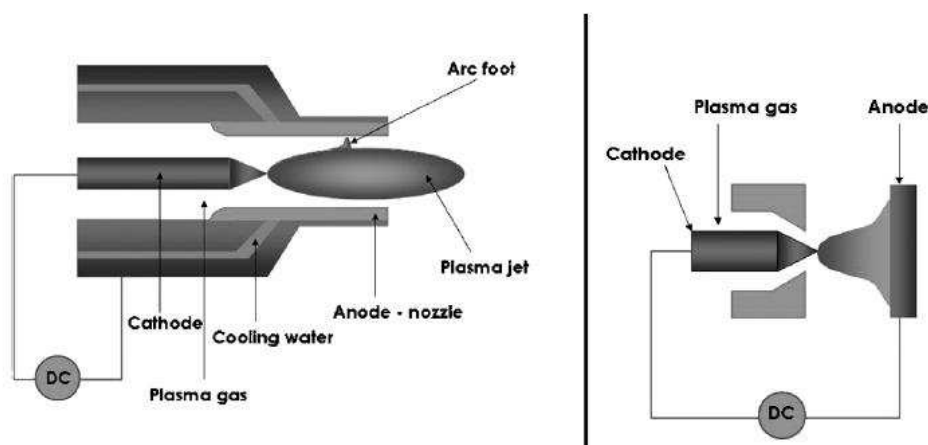 Arc foot
Plasma jet
Cathode
Anode - nozzle
Cooling water
DC
Plasma gas
Plasma gas
Anode
Cathode
DC